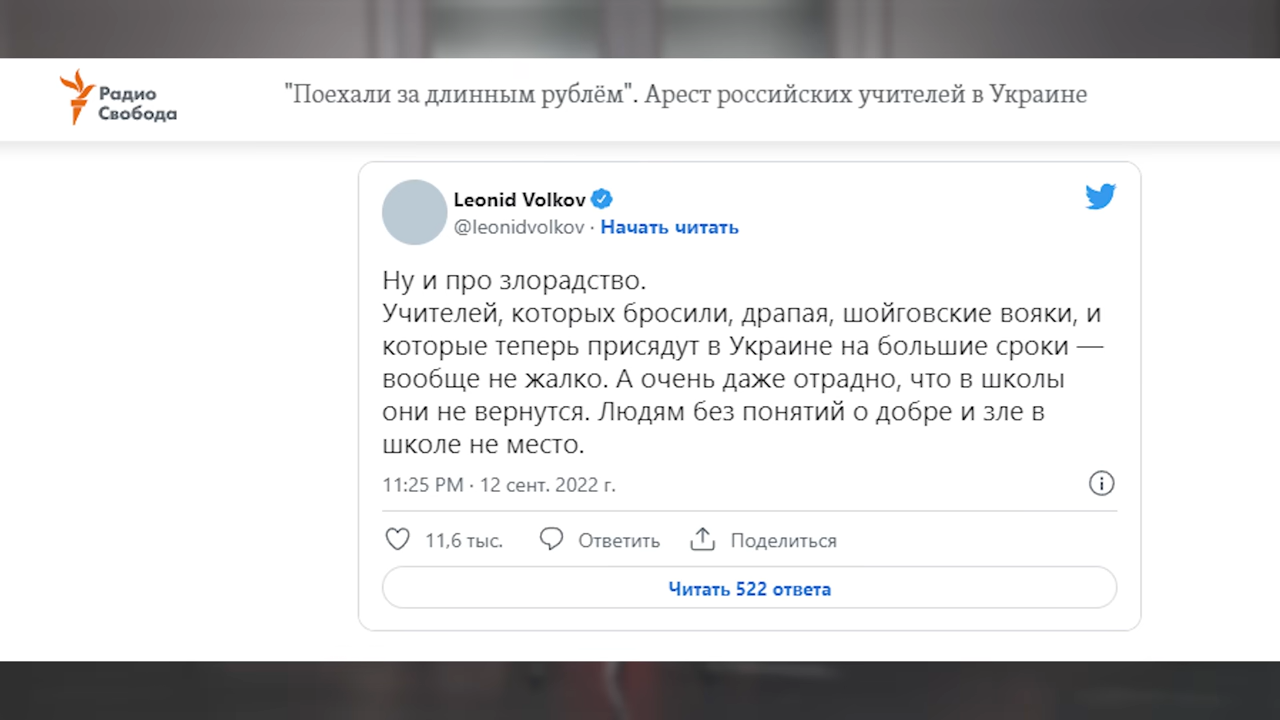 Радио
Свобода
"Поехали за длинным рублём". Арест российских учителей в Украине
Leonid Volkov
@leonidvolkov · Начать читать
Ну и про злорадство.
Учителей, которых бросили, драпая, шойговские вояки, и
которые теперь присядут в Украине на большие сроки —
вообще не жалко. А очень даже отрадно, что в школы
они не вернутся. Людям без понятий о добре и зле в
школе не место.
11:25 PM · 12 сент. 2022 г.
11,6 тыс. Ответить Поделиться
Читать 522 ответа